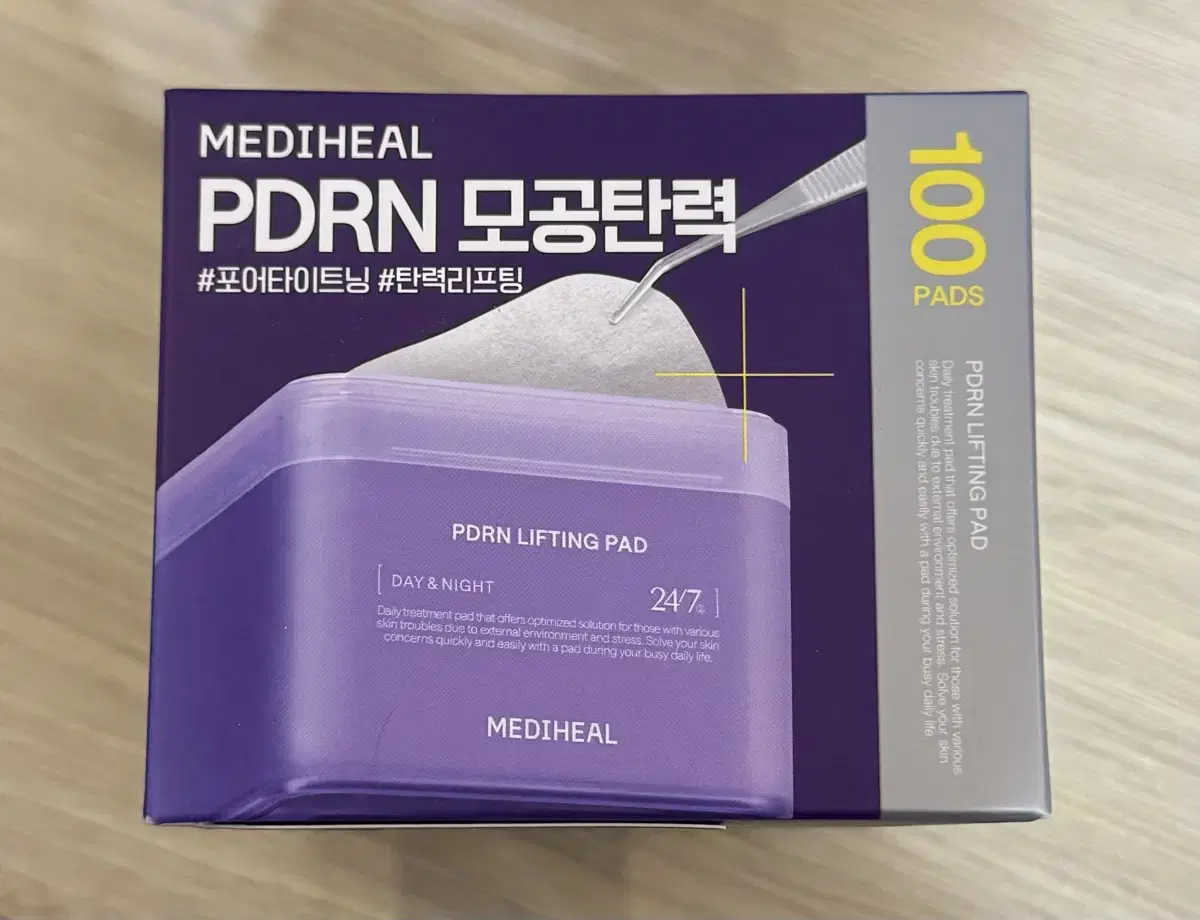 MEDIHEAL
PDRN 모공탄력
#포어타이트닝 #탄력리프팅
PDRN LIFTING PAD
DAY & NIGHT
24/7
Daily treatment pad that offers optimized solution for those with various
skin troubles due to external environment and stress. Solve your skin
concerns quickly and easily with a pad during your busy daily life.
MEDIHEAL
100
PADS
PDRN LIFTING PAD
Daily treatment pad that offers optimized solution for those with various
skin troubles due to external environment and stress. Solve your skin
concerns quickly and easily with a pad during your busy daily life.